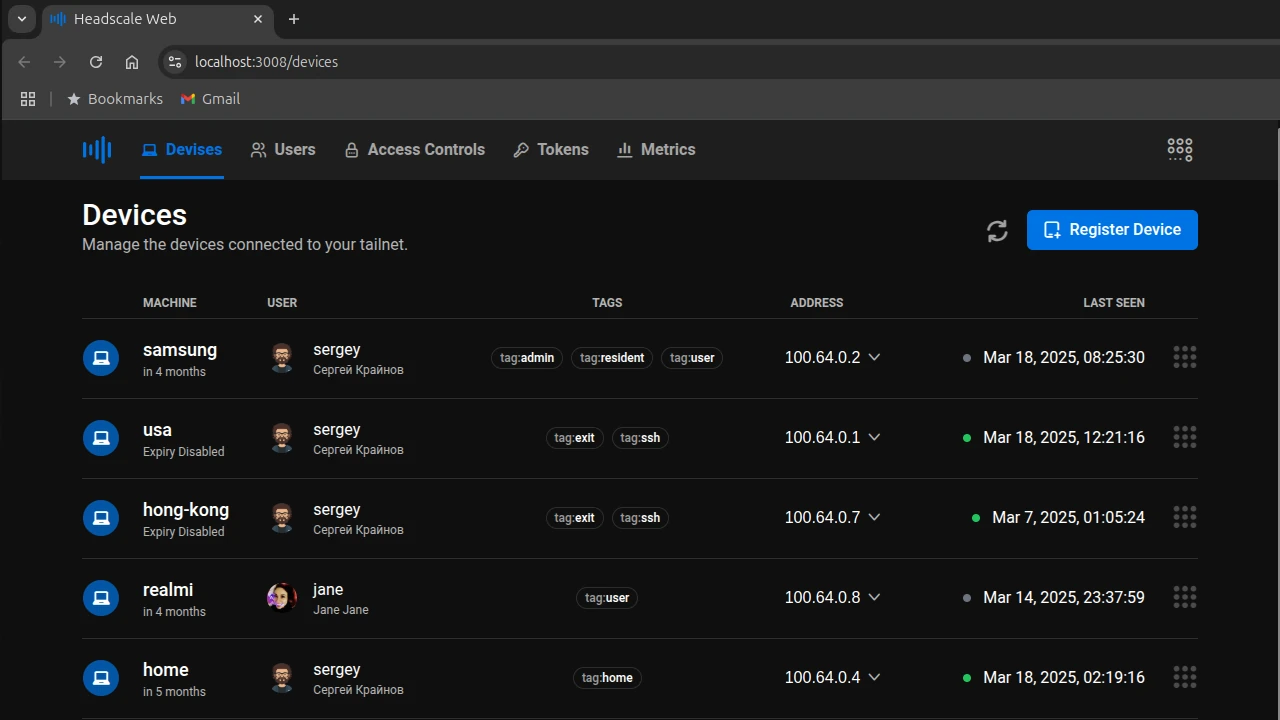 Headscale Web
localhost:3008/devices
Bookmarks Gmail
Devises Users Access Controls Tokens Metrics
Devices
Manage the devices connected to your tailnet.
Register Device
MACHINE USER TAGS ADDRESS LAST SEEN
samsung sergey tag:admin tag:resident tag:user 100.64.0.2 Mar 18, 2025, 08:25:30
in 4 months Сергей Крайнов
usa sergey tag:exit tag:ssh 100.64.0.1 Mar 18, 2025, 12:21:16
Expiry Disabled Сергей Крайнов
hong-kong sergey tag:exit tag:ssh 100.64.0.7 Mar 7, 2025, 01:05:24
Expiry Disabled Сергей Крайнов
realmi jane tag:user 100.64.0.8 Mar 14, 2025, 23:37:59
in 4 months Jane Jane
home sergey tag:home 100.64.0.4 Mar 18, 2025, 02:19:16
in 5 months Сергей Крайнов